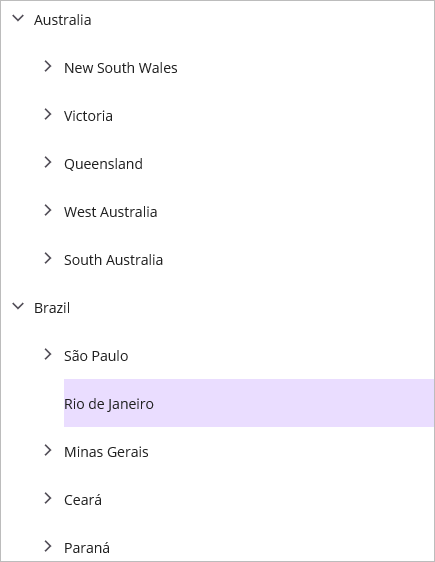 Australia
New South Wales
Victoria
Queensland
West Australia
South Australia
Brazil
São Paulo
Rio de Janeiro
Minas Gerais
Ceará
Paraná